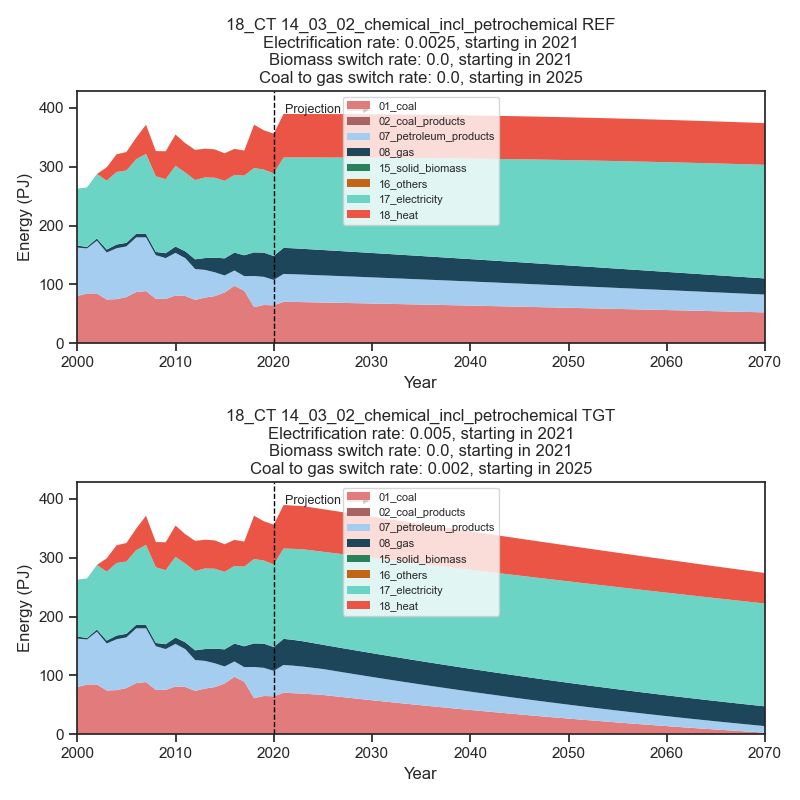 18_CT 14_03_02_chemical_incl_petrochemical REF
Electrification rate: 0.0025, starting in 2021
Biomass switch rate: 0.0, starting in 2021
Coal to gas switch rate: 0.0, starting in 2025
Energy (PJ)
400
300
200
100
0
Projection
01_coal
02_coal_products
07_petroleum_products
08_gas
15_solid_biomass
16_others
17_electricity
18_heat
2000 2010 2020 2030 2040 2050 2060 2070
Year
18_CT 14_03_02_chemical_incl_petrochemical TGT
Electrification rate: 0.005, starting in 2021
Biomass switch rate: 0.0, starting in 2021
Coal to gas switch rate: 0.002, starting in 2025
Energy (PJ)
400
300
200
100
0
Projection
01_coal
02_coal_products
07_petroleum_products
08_gas
15_solid_biomass
16_others
17_electricity
18_heat
2000 2010 2020 2030 2040 2050 2060 2070
Year